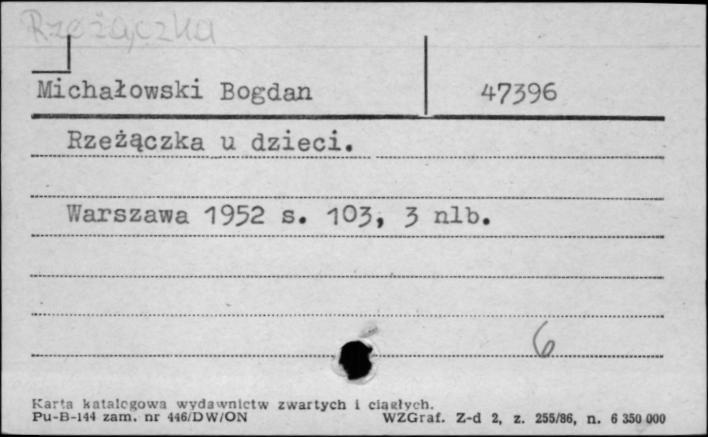 Rzeżączka
Michałowski Bogdan 47396
Rzeżączka u dzieci.
Warszawa 1952 s. 103, 3 nlb.
6
Karta katalogowa wydawnictw zwartych i ciągłych.
Pu-B-144 zam. nr 446/DW/ON WZGraf. Z-d 2, z. 255/86, n. 6 350 000